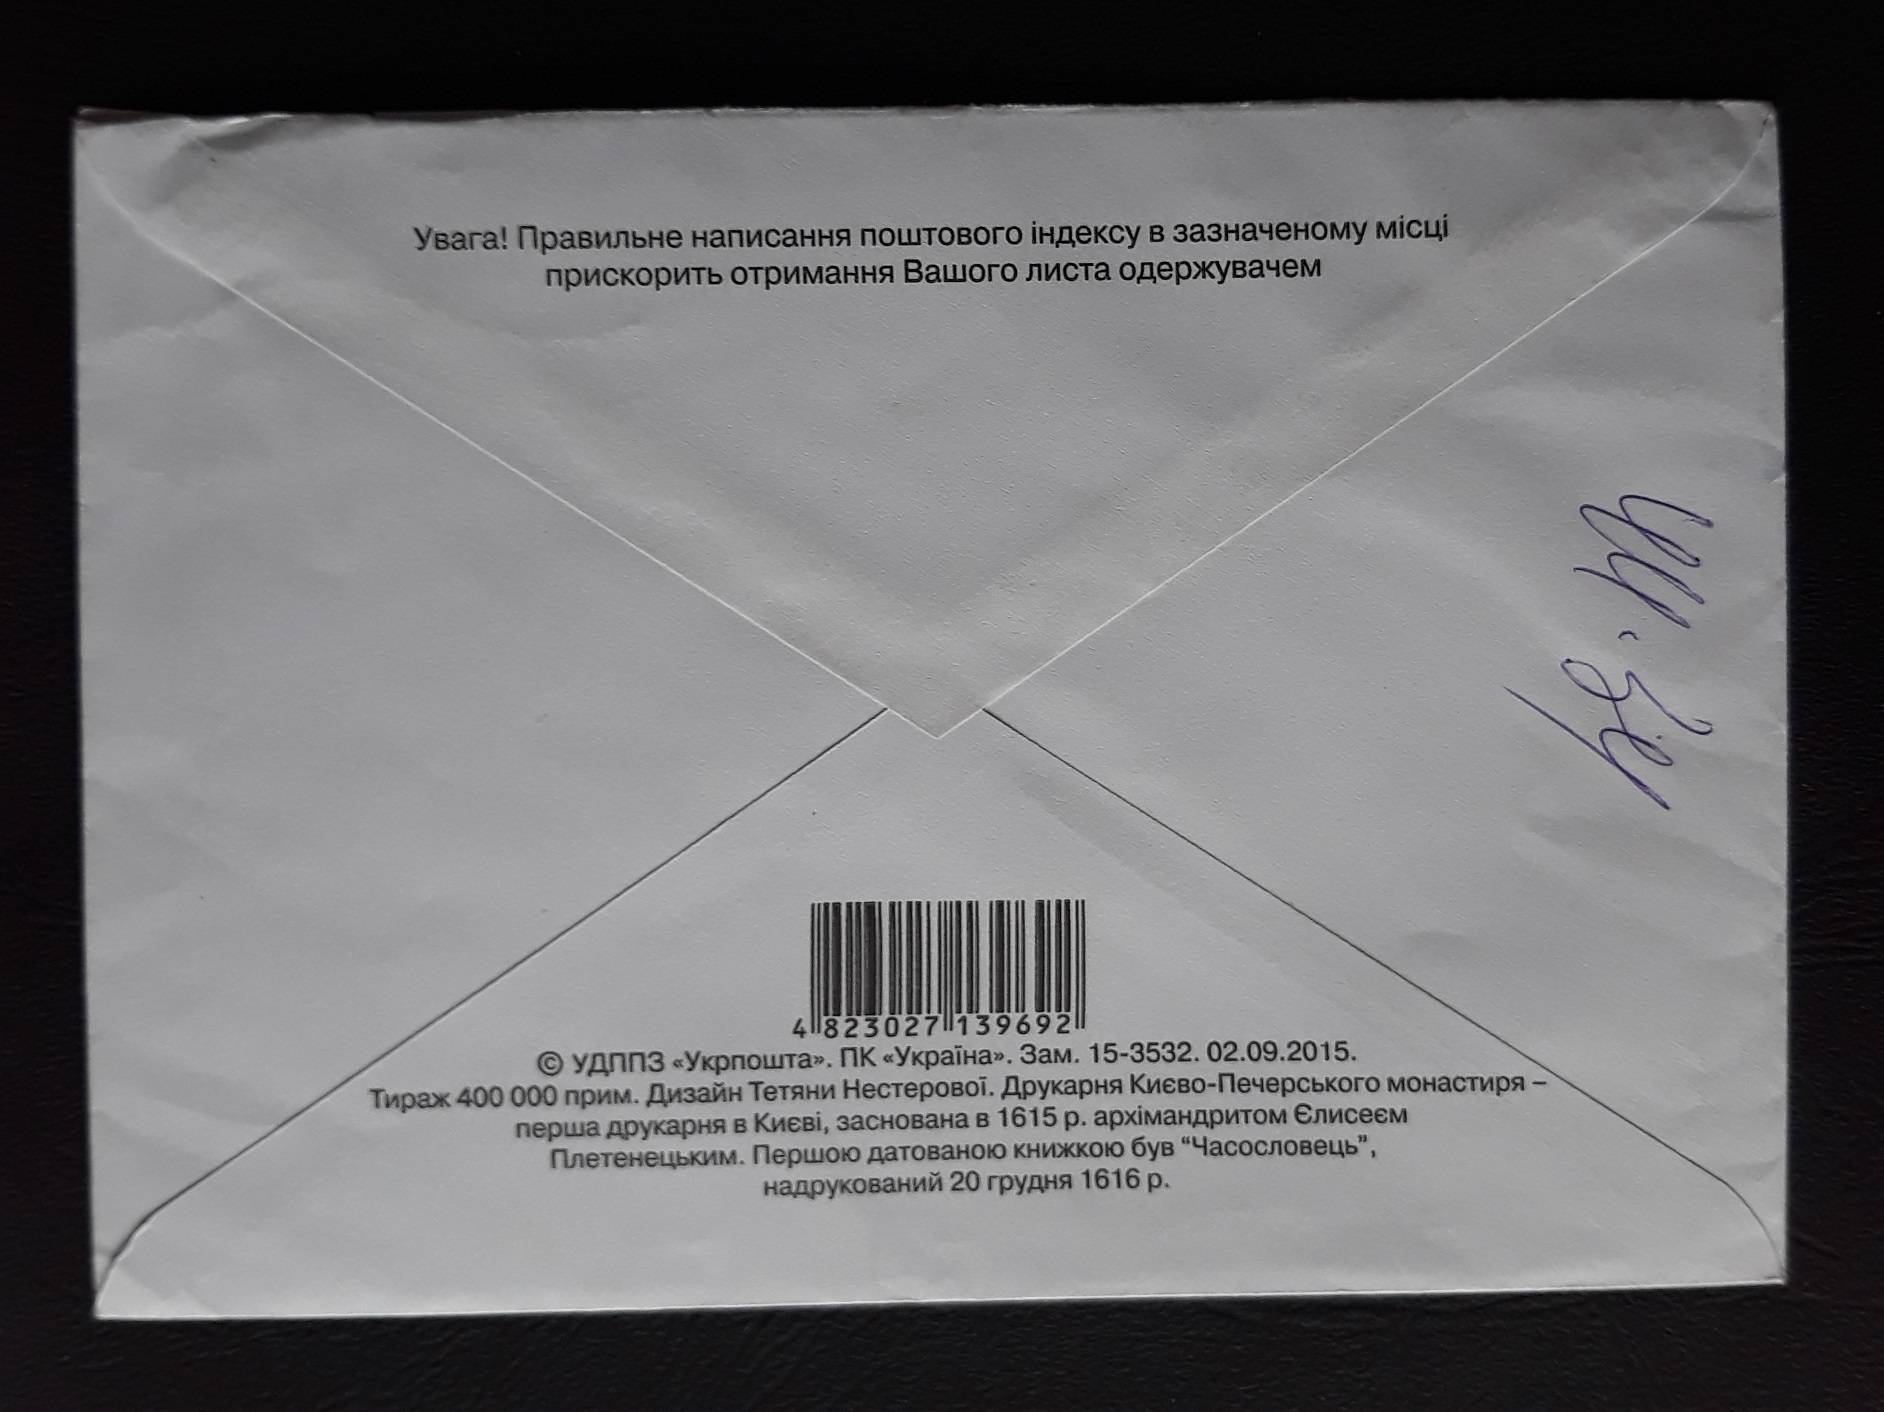 Увага! Правильне написання поштового індексу в зазначеному місці
прискорить отримання Вашого листа одержувачем
4 823027 139692
© УДППЗ «Укрпошта». ПК «Україна». Зам. 15-3532. 02.09.2015.
Тираж 400 000 прим. Дизайн Тетяни Нестерової. Друкарня Києво-Печерського монастиря –
перша друкарня в Києві, заснована в 1615 р. архімандритом Єлисеєм
Плетенецьким. Першою датованою книжкою був “Часословець”,
надрукований 20 грудня 1616 р.